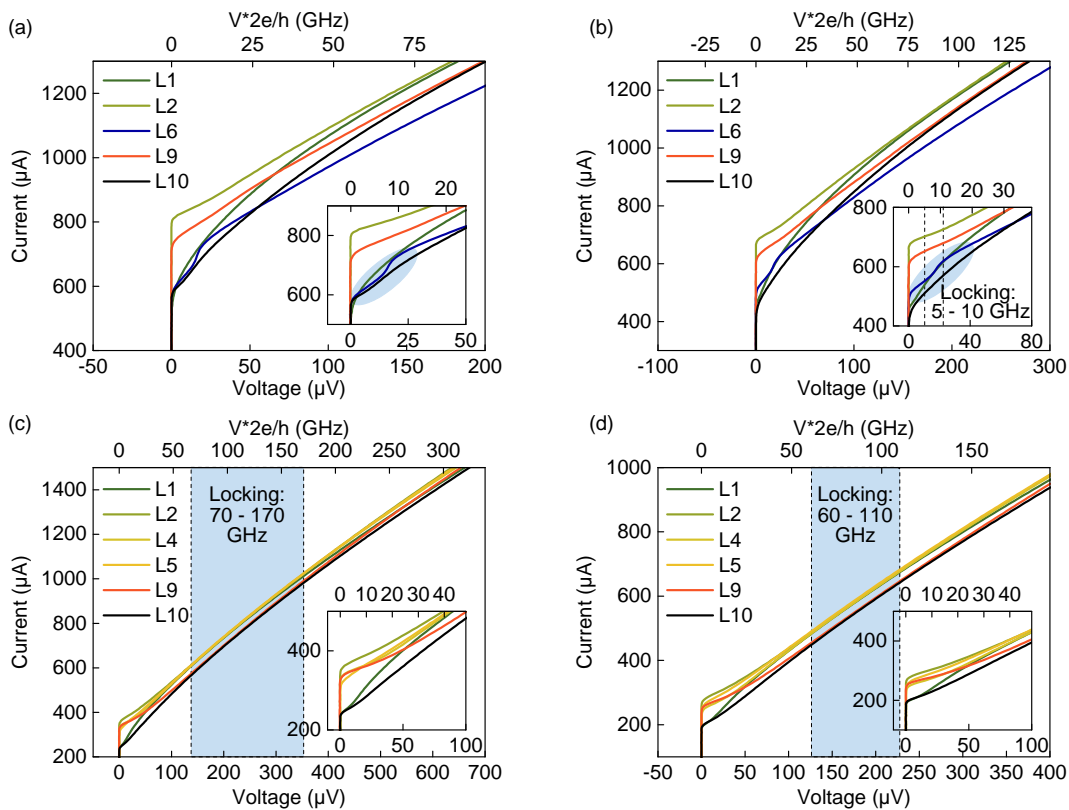 (a)
V*2e/h (GHz)
0 25 50 75
L1
L2
L6
L9
L10
1200
1000
800
600
400
Current (µA)
0 10 20
800
600
0 25 50
-50 0 50 100 150 200
Voltage (µV)
(b)
V*2e/h (GHz)
-25 0 25 50 75 100 125
L1
L2
L6
L9
L10
1200
1000
800
600
400
Current (µA)
0 10 20 30
800
600
400
Locking:
5 - 10 GHz
0 40 80
-100 0 100 200 300
Voltage (µV)
(c)
V*2e/h (GHz)
0 50 100 150 200 250 300
L1
L2
L4
L5
L9
L10
Locking:
70 - 170
GHz
1400
1200
1000
800
600
400
200
Current (µA)
0 10 20 30 40
400
200
0 50 100
0 100 200 300 400 500 600 700
Voltage (µV)
(d)
V*2e/h (GHz)
0 50 100 150
L1
L2
L4
L5
L9
L10
Locking:
60 - 110
GHz
1000
800
600
400
200
Current (µA)
0 10 20 30 40
400
200
0 50 100
-50 0 50 100 150 200 250 300 350 400
Voltage (µV)